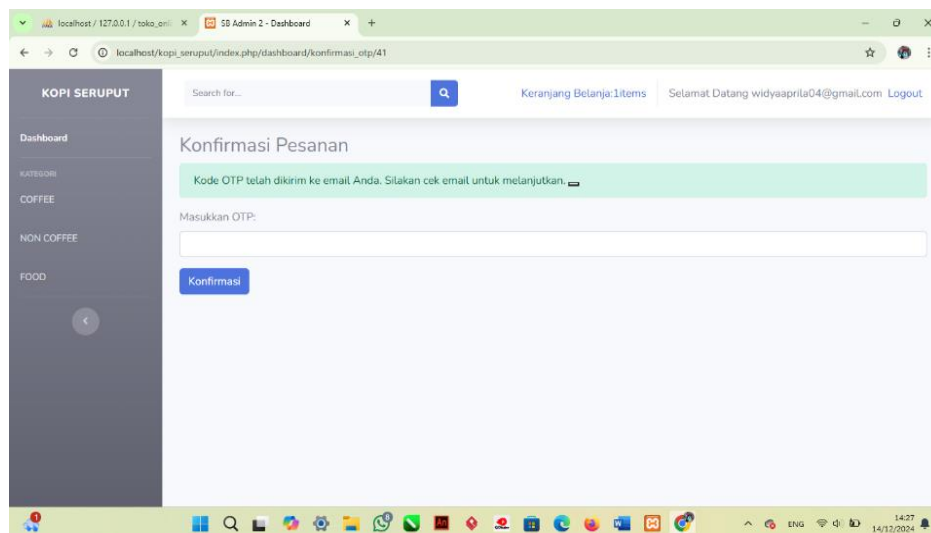 localhost / 127.0.0.1 / toko_onli
SB Admin 2 - Dashboard
localhost/kopi_seruput/index.php/dashboard/konfirmasi_otp/41
KOPI SERUPUT
Search for...
Keranjang Belanja:1items
Selamat Datang widyaaprila04@gmail.com Logout
Dashboard
Konfirmasi Pesanan
KATEGORI
Kode OTP telah dikirim ke email Anda. Silakan cek email untuk melanjutkan.
COFFEE
Masukkan OTP:
NON COFFEE
FOOD
Konfirmasi
ENG
14:27
14/12/2024